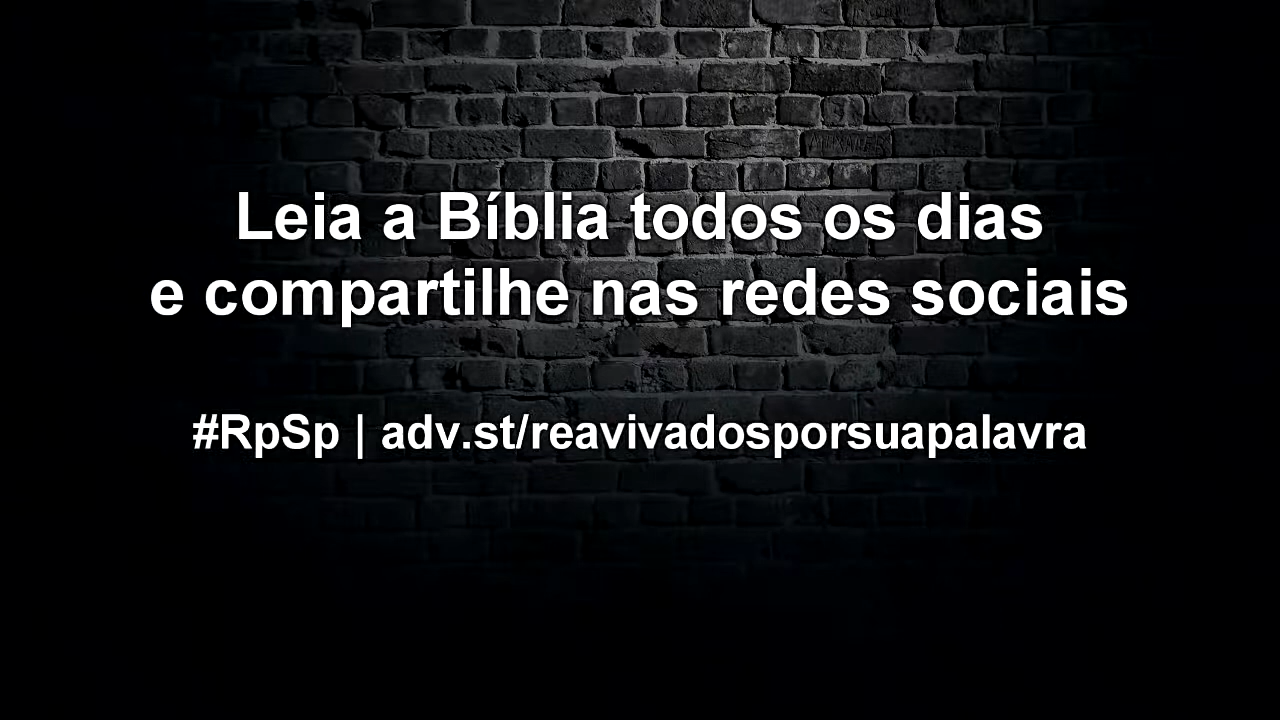 Leia a Bíblia todos os dias
e compartilhe nas redes sociais
#RpSp | adv.st/reavivadosporsuapalavra